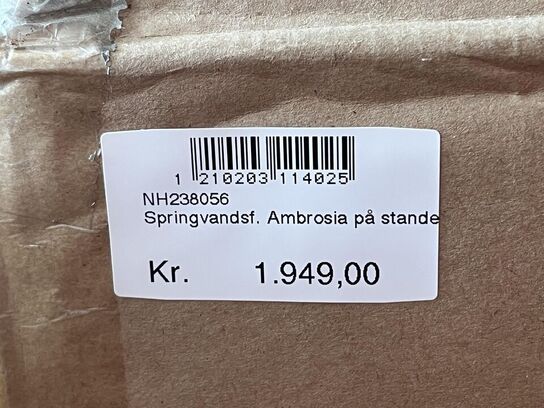 1 210203 114025
NH238056
Springvandsf. Ambrosia på stande
Kr. 1.949,00